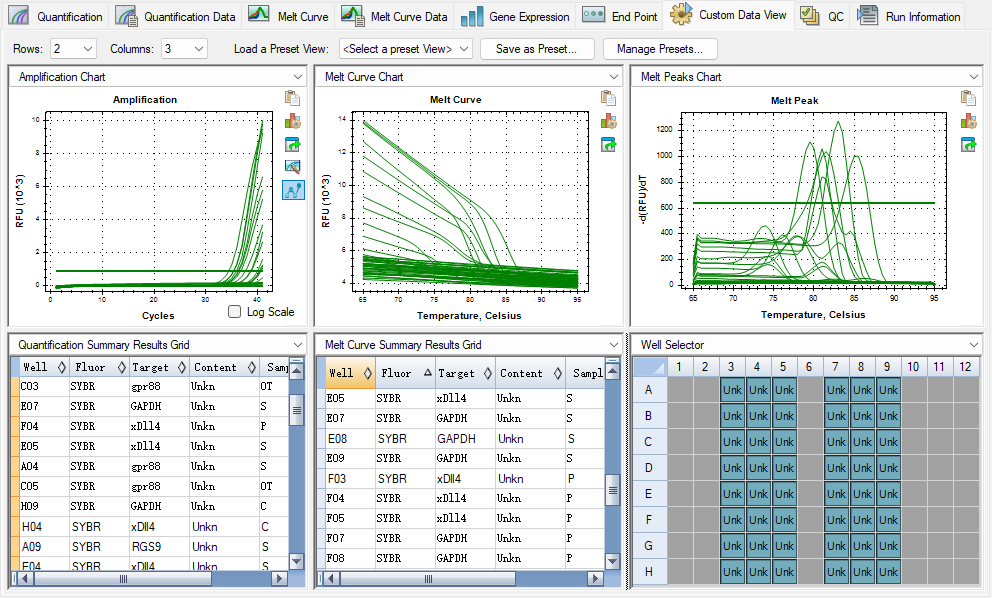 Quantification Quantification Data Melt Curve Melt Curve Data Gene Expression End Point Custom Data View QC Run Infomation
Rows: 2 Columns: 3 Load a Preset View: <Select a preset View> Save as Preset... Manage Presets...
Amplification Chart
Amplification
RFU (10^3)
10
8
6
4
2
0
0 10 20 30 40
Cycles
Log Scale
Melt Curve Chart
Melt Curve
RFU (10^3)
14
12
10
8
6
4
65 70 75 80 85 90 95
Temperature, Celsius
Melt Peaks Chart
Melt Peak
-d(RFU)/dT
1200
1000
800
600
400
200
0
65 70 75 80 85 90 95
Temperature, Celsius
Quantification Summary Results Grid
Well Fluor Target Content Samp
C03 SYBR gpr88 Unkn OT
E07 SYBR GAPDH Unkn S
F04 SYBR xDll4 Unkn P
E05 SYBR xDll4 Unkn S
A04 SYBR gpr88 Unkn S
C05 SYBR gpr88 Unkn OT
H09 SYBR GAPDH Unkn C
H04 SYBR xDll4 Unkn C
A09 SYBR RGS9 Unkn S
E04 SYBR xDll4 Unkn S
Melt Curve Summary Results Grid
Well Fluor Target Content Sampl
E05 SYBR xDll4 Unkn S
E07 SYBR GAPDH Unkn S
E08 SYBR GAPDH Unkn S
E09 SYBR GAPDH Unkn S
F03 SYBR xDll4 Unkn P
F04 SYBR xDll4 Unkn P
F05 SYBR xDll4 Unkn P
F07 SYBR GAPDH Unkn P
F08 SYBR GAPDH Unkn P
Well Selector
1 2 3 4 5 6 7 8 9 10 11 12
A Unk Unk Unk Unk Unk Unk
B Unk Unk Unk Unk Unk Unk
C Unk Unk Unk Unk Unk Unk
D Unk Unk Unk Unk Unk Unk
E Unk Unk Unk Unk Unk Unk
F Unk Unk Unk Unk Unk Unk
G Unk Unk Unk Unk Unk Unk
H Unk Unk Unk Unk Unk Unk